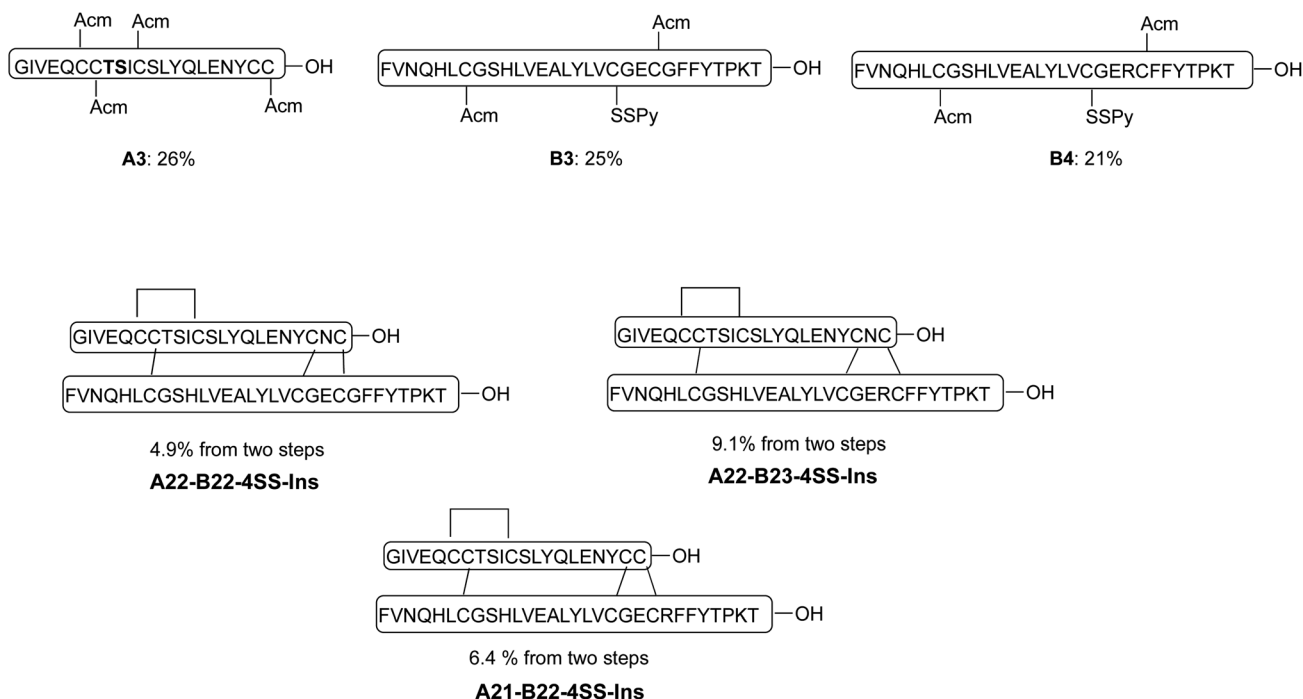 Acm Acm
GIVEQCCTSICSLYQLENYCC OH
Acm Acm
A3: 26%
Acm
FVNQHLCGSHLVEALYLVCGECGFFYTPKT OH
Acm SSPy
B3: 25%
Acm
FVNQHLCGSHLVEALYLVCGERCFFYTPKT OH
Acm SSPy
B4: 21%
GIVEQCCTSICSLYQLENYCNC OH
FVNQHLCGSHLVEALYLVCGECGFFYTPKT OH
4.9% from two steps
A22-B22-4SS-Ins
GIVEQCCTSICSLYQLENYCNC OH
FVNQHLCGSHLVEALYLVCGERCFFYTPKT OH
9.1% from two steps
A22-B23-4SS-Ins
GIVEQCCTSICSLYQLENYCC OH
FVNQHLCGSHLVEALYLVCGECRFFYTPKT OH
6.4 % from two steps
A21-B22-4SS-Ins